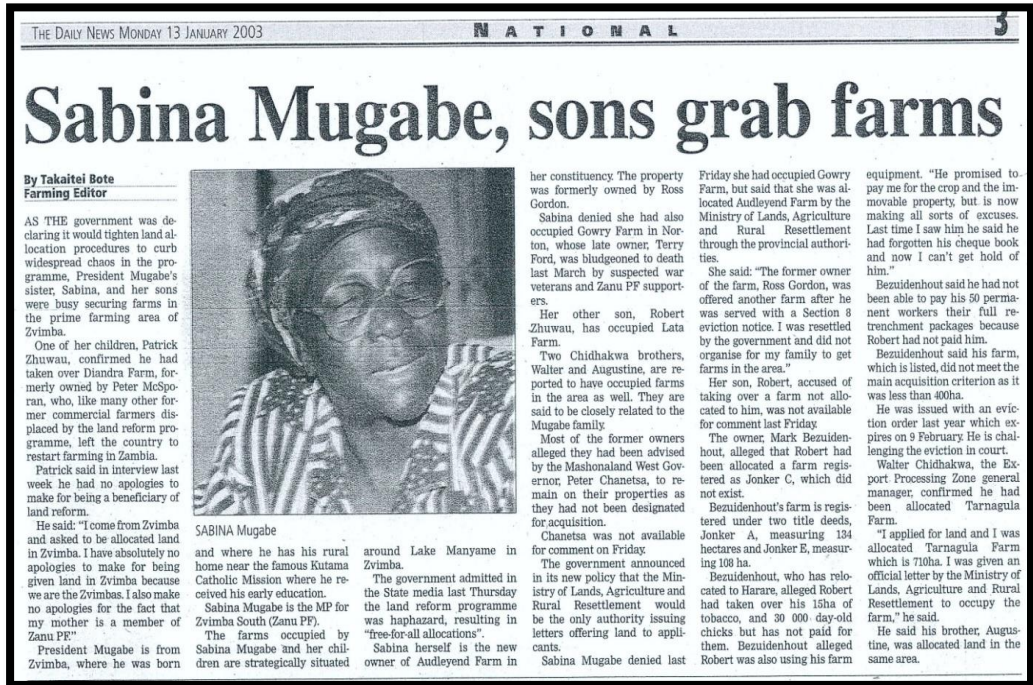 THE DAILY NEWS MONDAY 13 JANUARY 2003
NATIONAL
3
Sabina Mugabe, sons grab farms
By Takaitei Bote
Farming Editor
AS THE government was de-
claring it would tighten land al-
location procedures to curb
widespread chaos in the pro-
gramme, President Mugabe's
sister, Sabina, and her sons
were busy securing farms in
the prime farming area of
Zvimba.
One of her children, Patrick
Zhuwau, confirmed he had
taken over Diandra Farm, for-
merly owned by Peter McSpo-
ran, who, like many other for-
mer commercial farmers dis-
placed by the land reform pro-
gramme, left the country to
restart farming in Zambia.
Patrick said in interview last
week he had no apologies to
make for being a beneficiary of
land reform.
He said: "I come from Zvimba
and asked to be allocated land
in Zvimba. I have absolutely no
apologies to make for being
given land in Zvimba because
we are the Zvimbas. I also make
no apologies for the fact that
my mother is a member of
Zanu PF."
President Mugabe is from
Zvimba, where he was born
SABINA Mugabe
and where he has his rural
home near the famous Kutama
Catholic Mission where he re-
ceived his early education.
Sabina Mugabe is the MP for
Zvimba South (Zanu PF).
The farms occupied by
Sabina Mugabe and her chil-
dren are strategically situated
around Lake Manyame in
Zvimba.
The government admitted in
the State media last Thursday
the land reform programme
was haphazard, resulting in
"free-for-all allocations".
Sabina herself is the new
owner of Audleyend Farm in
her constituency. The property
was formerly owned by Ross
Gordon.
Sabina denied she had also
occupied Gowry Farm in Nor-
ton, whose late owner, Terry
Ford, was bludgeoned to death
last March by suspected war
veterans and Zanu PF support-
ers.
Her other son, Robert
Zhuwau, has occupied Lata
Farm.
Two Chidhakwa brothers,
Walter and Augustine, are re-
ported to have occupied farms
in the area as well. They are
said to be closely related to the
Mugabe family.
Most of the former owners
alleged they had been advised
by the Mashonaland West Gov-
ernor, Peter Chanetsa, to re-
main on their properties as
they had not been designated
for acquisition.
Chanetsa was not available
for comment on Friday.
The government announced
in its new policy that the Min-
istry of Lands, Agriculture and
Rural Resettlement would
be the only authority issuing
letters offering land to appli-
cants.
Sabina Mugabe denied last
Friday she had occupied Gowry
Farm, but said that she was al-
located Audleyend Farm by the
Ministry of Lands, Agriculture
and Rural Resettlement
through the provincial authori-
ties.
She said: "The former owner
of the farm, Ross Gordon, was
offered another farm after he
was served with a Section 8
eviction notice. I was resettled
by the government and did not
organise for my family to get
farms in the area."
Her son, Robert, accused of
taking over a farm not allo-
cated to him, was not available
for comment last Friday.
The owner, Mark Bezuiden-
hout, alleged that Robert had
been allocated a farm regis-
tered as Jonker C, which did
not exist.
Bezuidenhout's farm is regis-
tered under two title deeds,
Jonker A, measuring 134
hectares and Jonker E, measur-
ing 108 ha.
Bezuidenhout, who has relo-
cated to Harare, alleged Robert
had taken over his 15ha of
tobacco, and 30 000 day-old
chicks but has not paid for
them. Bezuidenhout alleged
Robert was also using his farm
equipment. "He promised to
pay me for the crop and the im-
movable property, but is now
making all sorts of excuses.
Last time I saw him he said he
had forgotten his cheque book
and now I can't get hold of
him."
Bezuidenhout said he had not
been able to pay his 50 perma-
nent workers their full re-
trenchment packages because
Robert had not paid him.
Bezuidenhout said his farm,
which is listed, did not meet the
main acquisition criterion as it
was less than 400ha.
He was issued with an evic-
tion order last year which ex-
pires on 9 February. He is chal-
lenging the eviction in court.
Walter Chidhakwa, the Ex-
port Processing Zone general
manager, confirmed he had
been allocated Tarnagula
Farm.
"I applied for land and I was
allocated Tarnagula Farm
which is 710ha. I was given an
official letter by the Ministry of
Lands, Agriculture and Rural
Resettlement to occupy the
farm," he said.
He said his brother, Augus-
tine, was allocated land in the
same area.